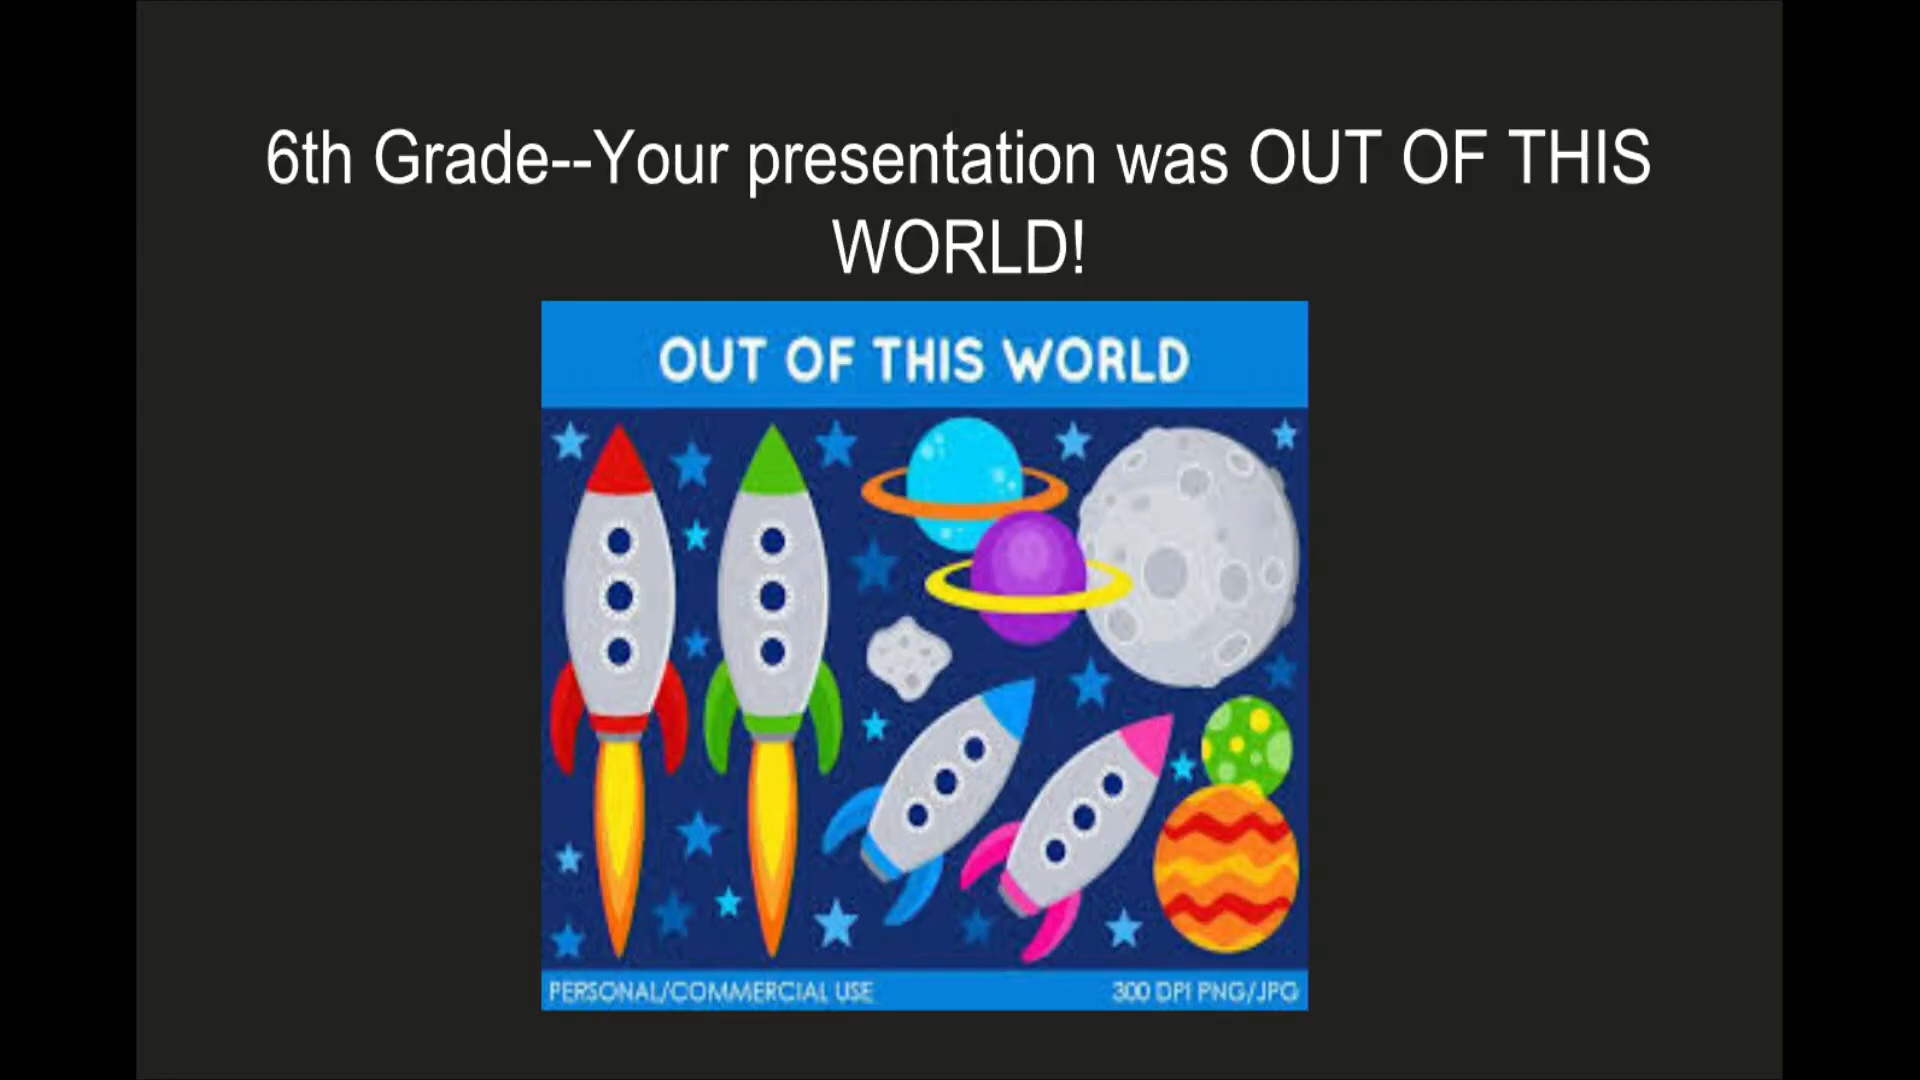 6th Grade--Your presentation was OUT OF THIS
WORLD!
OUT OF THIS WORLD
PERSONAL/COMMERCIAL USE
300 DPI PNG/JPG